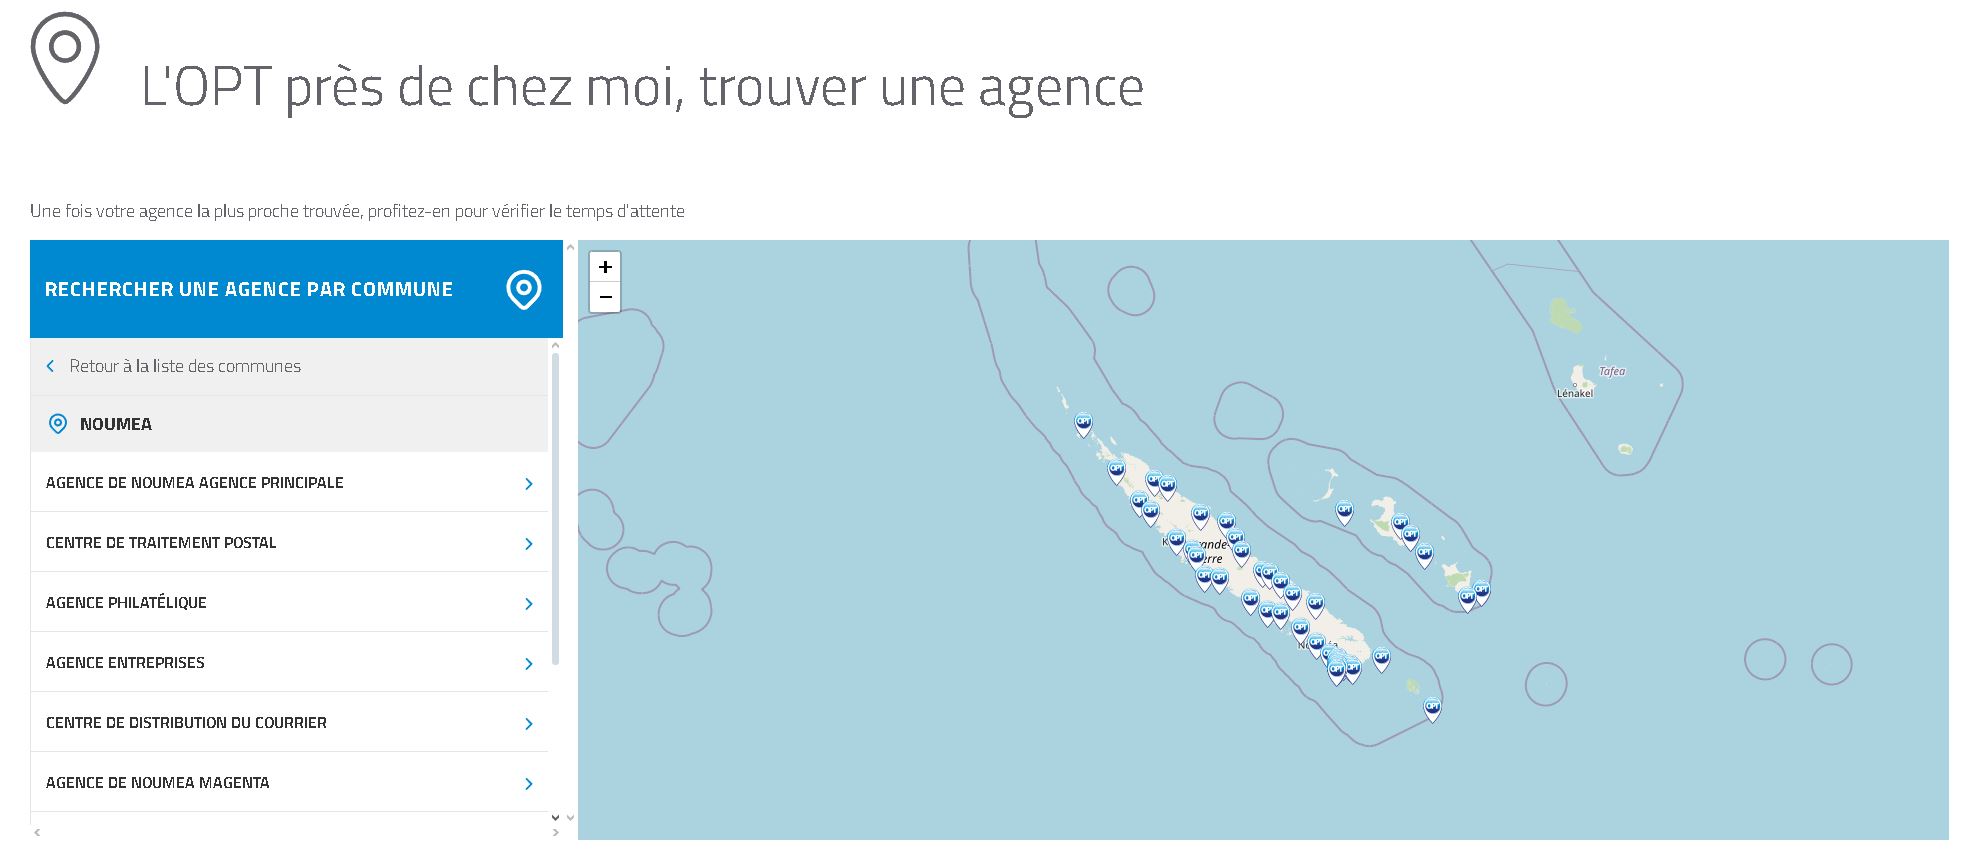 L'OPT près de chez moi, trouver une agence
Une fois votre agence la plus proche trouvée, profitez-en pour vérifier le temps d'attente
RECHERCHER UNE AGENCE PAR COMMUNE
Retour à la liste des communes
NOUMEA
AGENCE DE NOUMEA AGENCE PRINCIPALE
CENTRE DE TRAITEMENT POSTAL
AGENCE PHILATÉLIQUE
AGENCE ENTREPRISES
CENTRE DE DISTRIBUTION DU COURRIER
AGENCE DE NOUMEA MAGENTA
+
−
Tafea
Lénakel
OPT